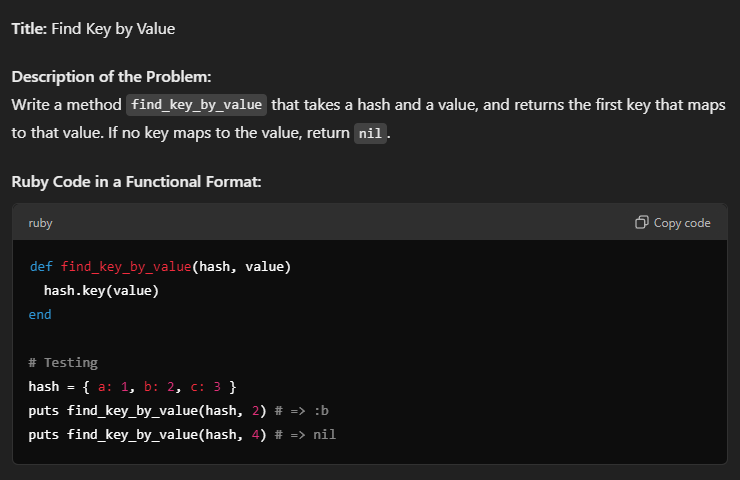 Title: Find Key by Value
Description of the Problem:
Write a method find_key_by_value that takes a hash and a value, and returns the first key that maps
to that value. If no key maps to the value, return nil.
Ruby Code in a Functional Format:
ruby Copy code
def find_key_by_value(hash, value)
  hash.key(value)
end
# Testing
hash = { a: 1, b: 2, c: 3 }
puts find_key_by_value(hash, 2) # => :b
puts find_key_by_value(hash, 4) # => nil